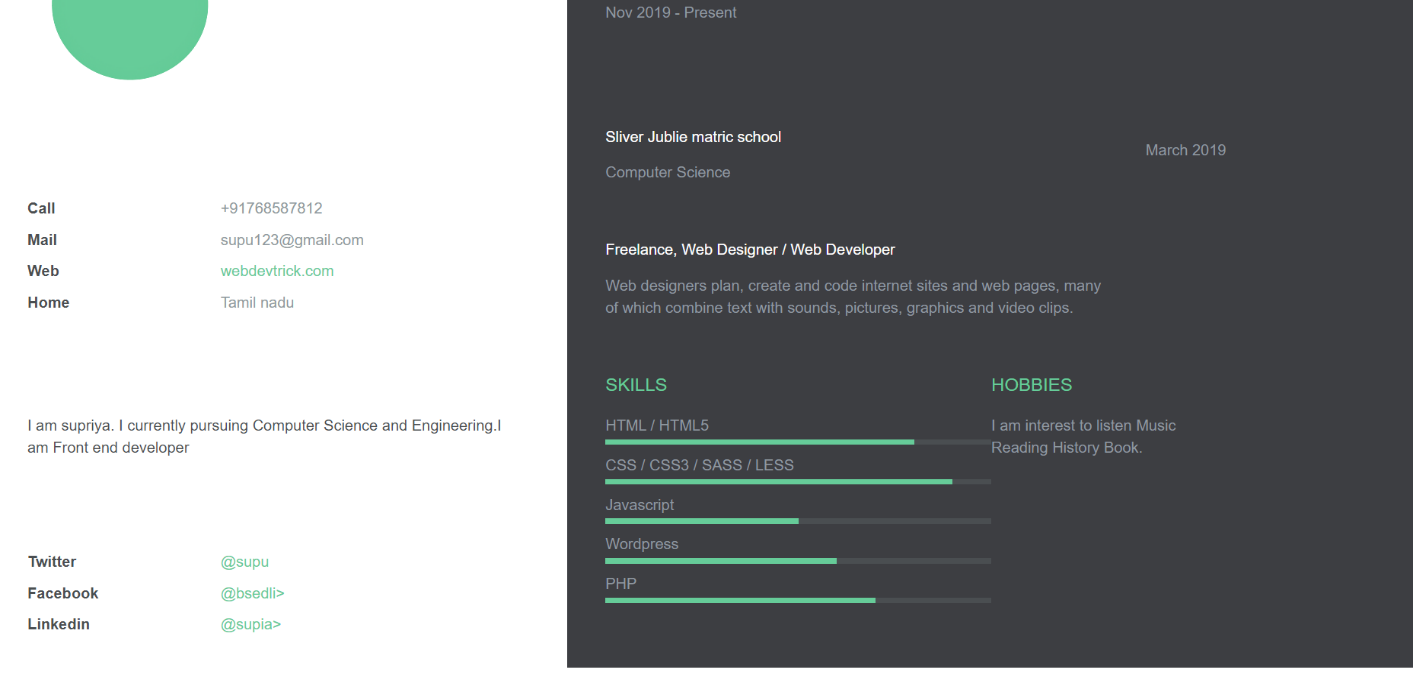 Call +91768587812
Mail supu123@gmail.com
Web webdevtrick.com
Home Tamil nadu
I am supriya. I currently pursuing Computer Science and Engineering.I
am Front end developer
Twitter @supu
Facebook @bsedli>
Linkedin @supia>
Nov 2019 - Present
Sliver Jublie matric school
March 2019
Computer Science
Freelance, Web Designer / Web Developer
Web designers plan, create and code internet sites and web pages, many
of which combine text with sounds, pictures, graphics and video clips.
SKILLS
HTML / HTML5
CSS / CSS3 / SASS / LESS
Javascript
Wordpress
PHP
HOBBIES
I am interest to listen Music
Reading History Book.